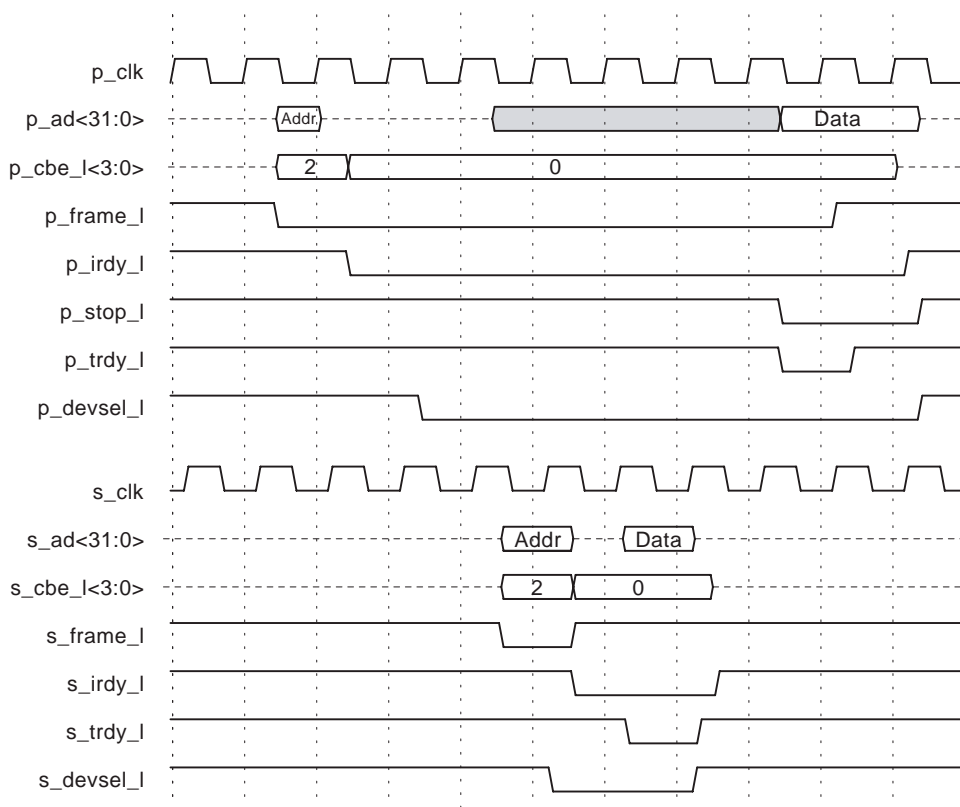 p_clk
p_ad<31:0> Addr. Data
p_cbe_l<3:0> 2 0
p_frame_l
p_irdy_l
p_stop_l
p_trdy_l
p_devsel_l
s_clk
s_ad<31:0> Addr Data
s_cbe_l<3:0> 2 0
s_frame_l
s_irdy_l
s_trdy_l
s_devsel_l